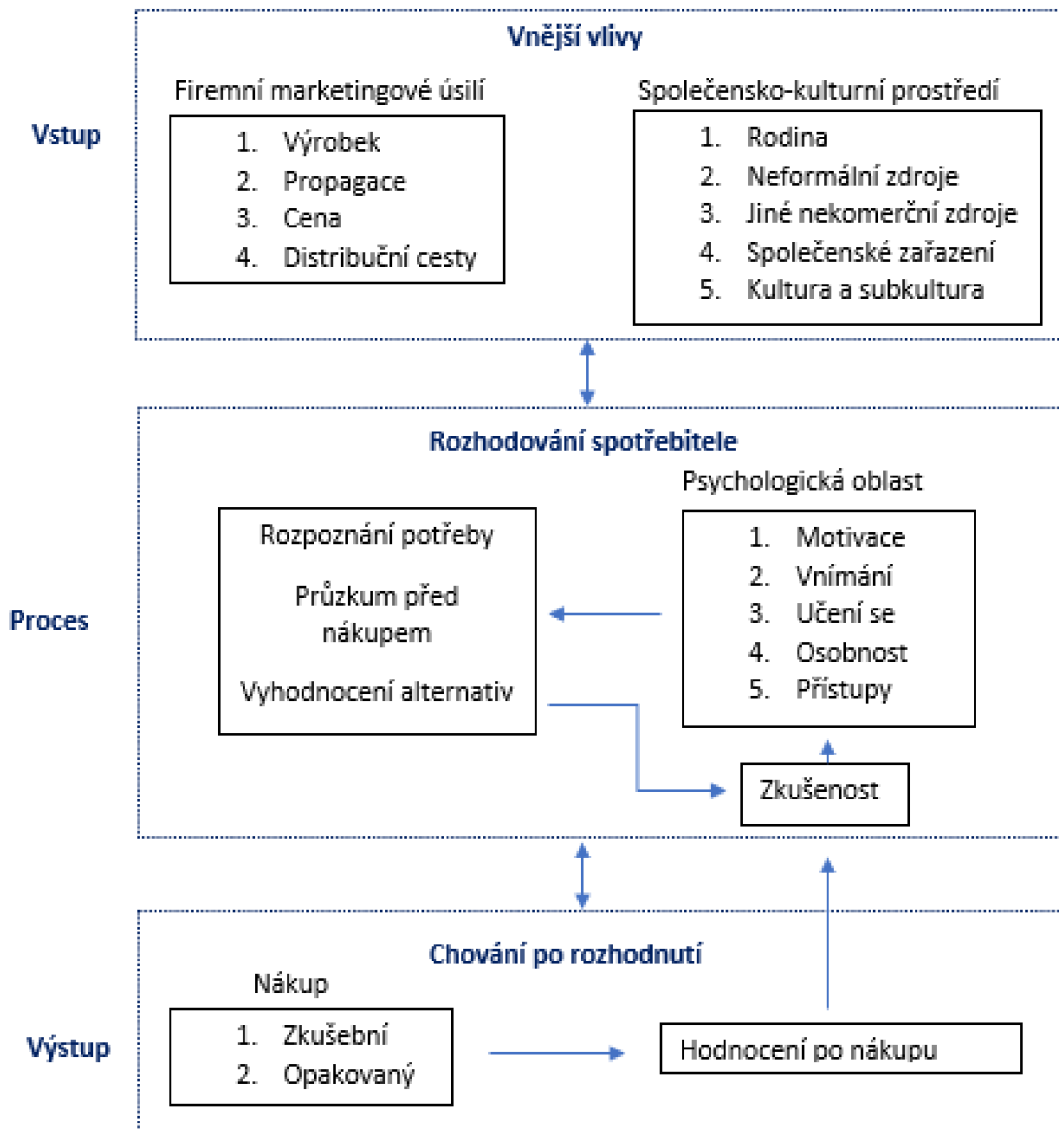 Vnější vlivy
Firemní marketingové úsilí
Společensko-kulturní prostředí
Vstup
1. Výrobek
2. Propagace
3. Cena
4. Distribuční cesty
1. Rodina
2. Neformální zdroje
3. Jiné nekomerční zdroje
4. Společenské zařazení
5. Kultura a subkultura
Rozhodování spotřebitele
Psychologická oblast
Proces
Rozpoznání potřeby
Průzkum před
nákupem
Vyhodnocení alternativ
1. Motivace
2. Vnímání
3. Učení se
4. Osobnost
5. Přístupy
Zkušenost
Chování po rozhodnutí
Nákup
Výstup
1. Zkušební
2. Opakovaný
Hodnocení po nákupu